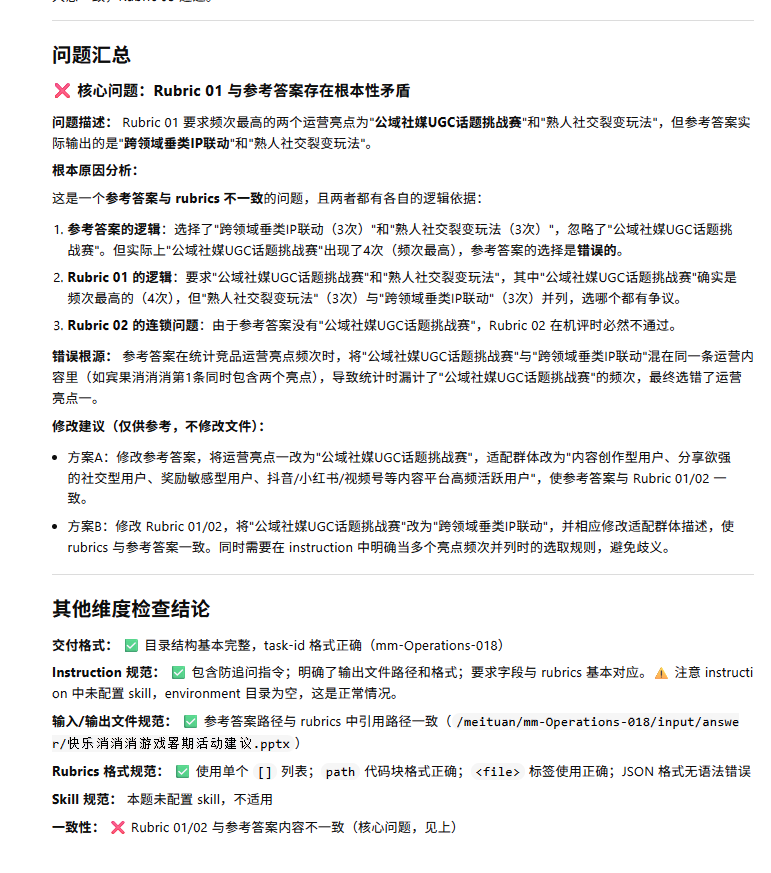 问题汇总
❌ 核心问题：Rubric 01 与参考答案存在根本性矛盾
问题描述： Rubric 01 要求频次最高的两个运营亮点为"公域社媒UGC话题挑战赛"和"熟人社交裂变玩法"，但参考答案实
际输出的是"跨领域垂类IP联动"和"熟人社交裂变玩法"。
根本原因分析：
这是一个参考答案与 rubrics 不一致的问题，且两者都有各自的逻辑依据：
1. 参考答案的逻辑：选择了"跨领域垂类IP联动（3次）"和"熟人社交裂变玩法（3次）"，忽略了"公域社媒UGC话题挑
战赛"。但实际上"公域社媒UGC话题挑战赛"出现了4次（频次最高），参考答案的选择是错误的。
2. Rubric 01 的逻辑：要求"公域社媒UGC话题挑战赛"和"熟人社交裂变玩法"，其中"公域社媒UGC话题挑战赛"确实是
频次最高的（4次），但"熟人社交裂变玩法"（3次）与"跨领域垂类IP联动"（3次）并列，选哪个都有争议。
3. Rubric 02 的连锁问题：由于参考答案没有"公域社媒UGC话题挑战赛"，Rubric 02 在机评时必然不通过。
错误根源： 参考答案在统计竞品运营亮点频次时，将"公域社媒UGC话题挑战赛"与"跨领域垂类IP联动"混在同一条运营内
容里（如宾果消消消第1条同时包含两个亮点），导致统计时漏计了"公域社媒UGC话题挑战赛"的频次，最终选错了运营
亮点一。
修改建议（仅供参考，不修改文件）：
• 方案A：修改参考答案，将运营亮点一改为"公域社媒UGC话题挑战赛"，适配群体改为"内容创作型用户、分享欲强
的社交型用户、奖励敏感型用户、抖音/小红书/视频号等内容平台高频活跃用户"，使参考答案与 Rubric 01/02 一
致。
• 方案B：修改 Rubric 01/02，将"公域社媒UGC话题挑战赛"改为"跨领域垂类IP联动"，并相应修改适配群体描述，使
rubrics 与参考答案一致。同时需要在 instruction 中明确当多个亮点频次并列时的选取规则，避免歧义。
其他维度检查结论
交付格式： ✅ 目录结构基本完整，task-id 格式正确（mm-Operations-018）
Instruction 规范： ✅ 包含防追问指令；明确了输出文件路径和格式；要求字段与 rubrics 基本对应。⚠️ 注意 instructi
on 中未配置 skill，environment 目录为空，这是正常情况。
输入/输出文件规范： ✅ 参考答案路径与 rubrics 中引用路径一致（ /meituan/mm-Operations-018/input/answe
r/快乐消消消游戏暑期活动建议.pptx ）
Rubrics 格式规范： ✅ 使用单个 [] 列表； path 代码块格式正确； <file> 标签使用正确；JSON 格式无语法错误
Skill 规范： 本题未配置 skill，不适用
一致性： ❌ Rubric 01/02 与参考答案内容不一致（核心问题，见上）